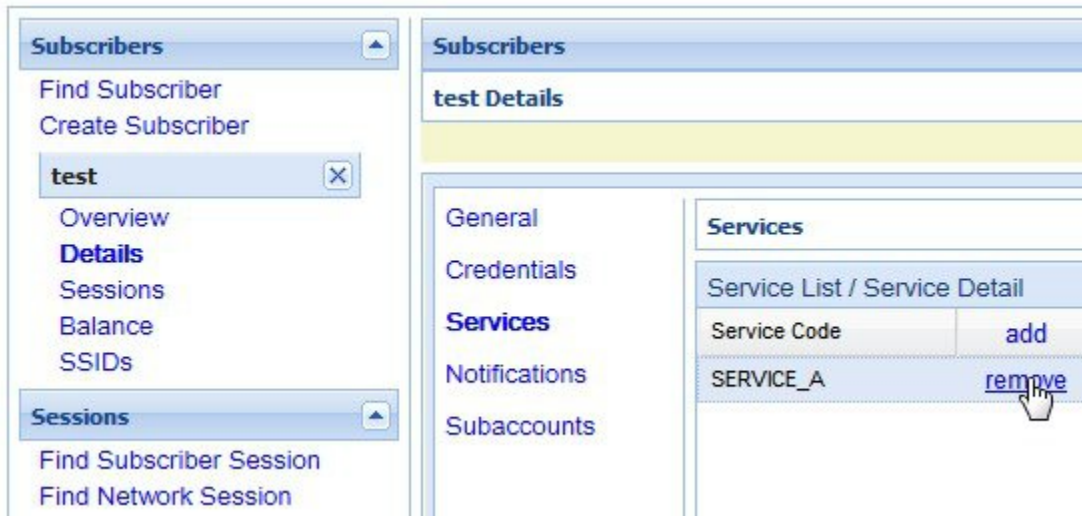 Subscribers
Find Subscriber
Create Subscriber
test
Overview
Details
Sessions
Balance
SSIDs
Sessions
Find Subscriber Session
Find Network Session
Subscribers
test Details
General
Credentials
Services
Notifications
Subaccounts
Services
Service List / Service Detail
Service Code add
SERVICE_A remove